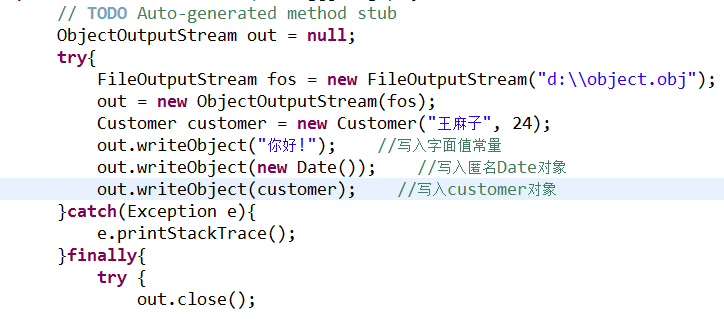 // TODO Auto-generated method stub
ObjectOutputStream out = null;
try{
FileOutputStream fos = new FileOutputStream("d:\\object.obj");
out = new ObjectOutputStream(fos);
Customer customer = new Customer("王麻子", 24);
out.writeObject("你好!"); //写入字面值常量
out.writeObject(new Date()); //写入匿名Date对象
out.writeObject(customer); //写入customer对象
}catch(Exception e){
e.printStackTrace();
}finally{
try {
out.close();